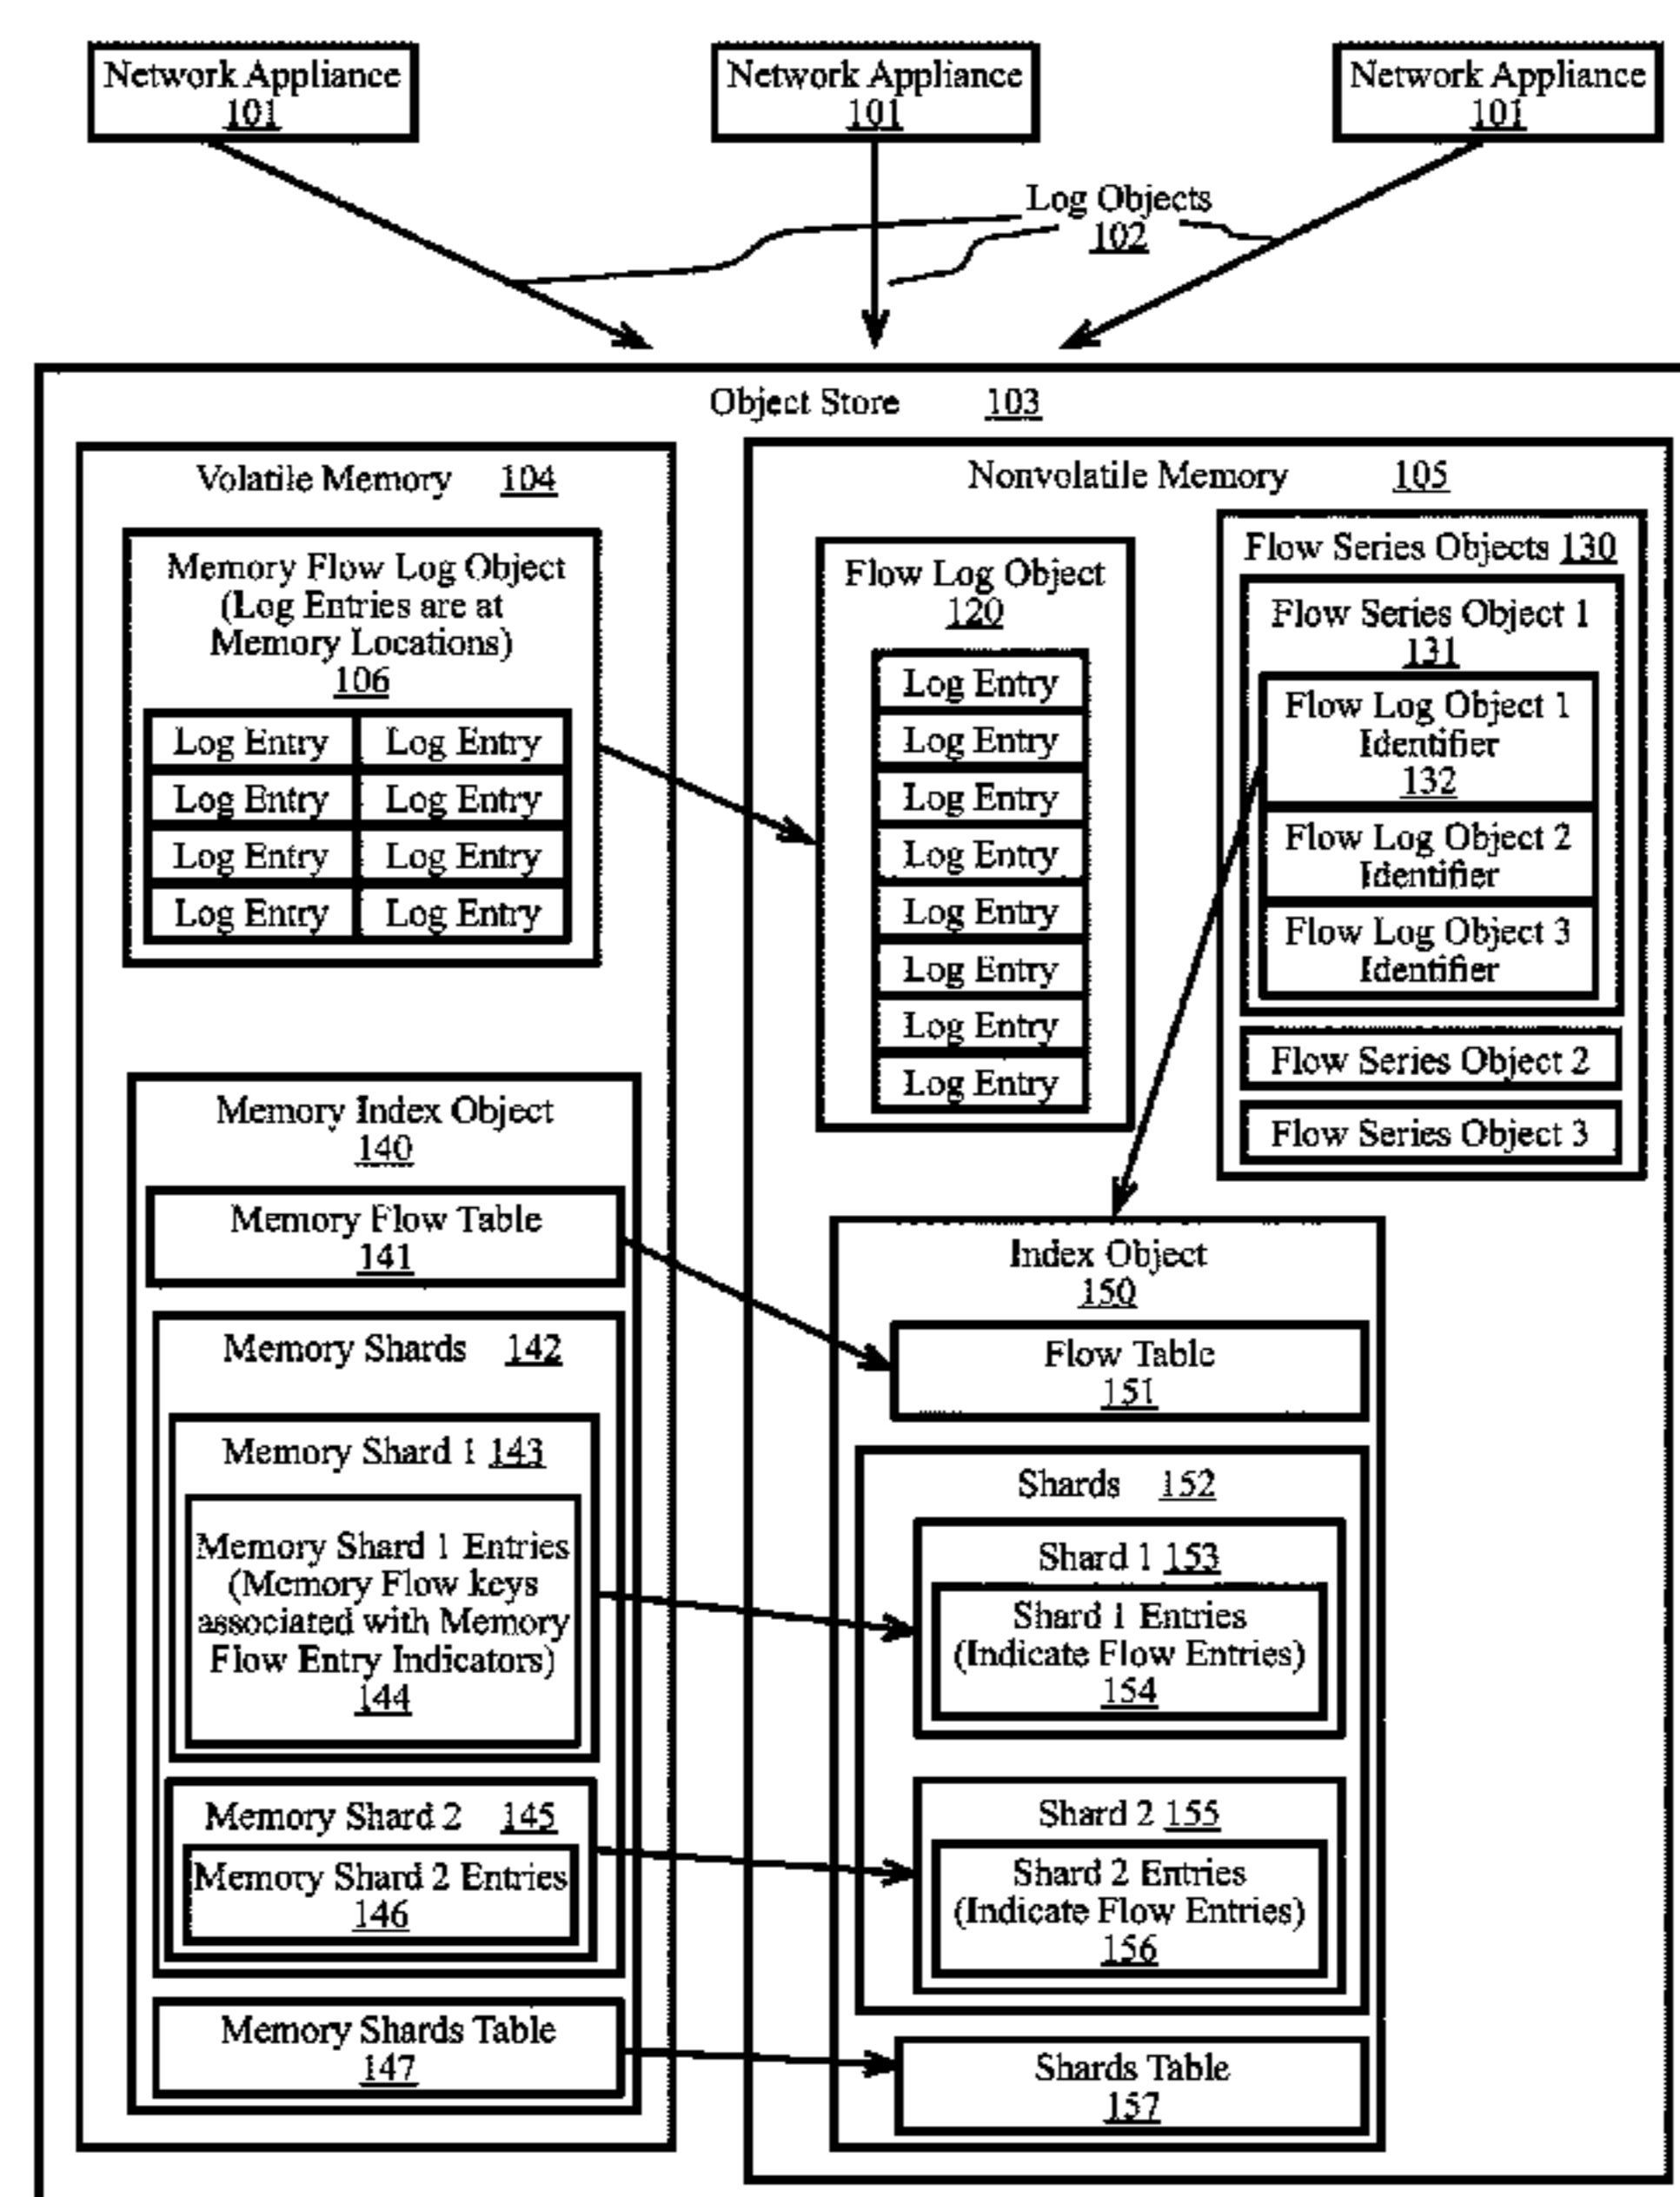 Network Appliance
101
Network Appliance
101
Network Appliance
101
Log Objects
102
Object Store 103
Volatile Memory 104
Memory Flow Log Object
(Log Entries are at
Memory Locations)
106
Log Entry Log Entry
Log Entry Log Entry
Log Entry Log Entry
Log Entry Log Entry
Memory Index Object
140
Memory Flow Table
141
Memory Shards 142
Memory Shard 1 143
Memory Shard 1 Entries
(Memory Flow keys
associated with Memory
Flow Entry Indicators)
144
Memory Shard 2 145
Memory Shard 2 Entries
146
Memory Shards Table
147
Nonvolatile Memory 105
Flow Log Object
120
Log Entry
Log Entry
Log Entry
Log Entry
Log Entry
Log Entry
Log Entry
Log Entry
Flow Series Objects 130
Flow Series Object 1
131
Flow Log Object 1
Identifier
132
Flow Log Object 2
Identifier
Flow Log Object 3
Identifier
Flow Series Object 2
Flow Series Object 3
Index Object
150
Flow Table
151
Shards 152
Shard 1 153
Shard 1 Entries
(Indicate Flow Entries)
154
Shard 2 155
Shard 2 Entries
(Indicate Flow Entries)
156
Shards Table
157